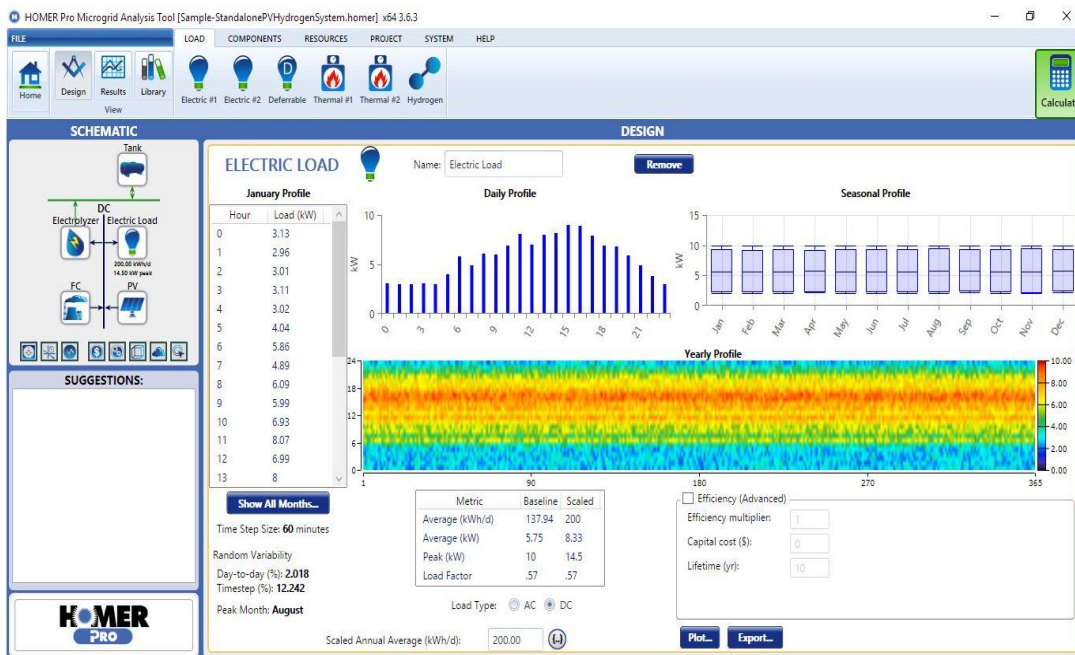 HOMER Pro Microgrid Analysis Tool [Sample-StandalonePVHydrogenSystem.homer] x64 3.6.3
FILE
LOAD COMPONENTS RESOURCES PROJECT SYSTEM HELP
Home Design Results Library Electric #1 Electric #2 Deferrable Thermal #1 Thermal #2 Hydrogen
View
D
Calculat
SCHEMATIC
Tank
DC
Electrolyzer Electric Load
200.00 kWh/d
14.50 kW peak
FC PV
SUGGESTIONS:
HOMER
PRO
DESIGN
ELECTRIC LOAD
Name: Electric Load
Remove
January Profile
Hour Load (kW)
0 3.13
1 2.96
2 3.01
3 3.11
4 3.02
5 4.04
6 5.86
7 4.89
8 6.09
9 5.99
10 6.93
11 8.07
12 6.99
13 8
Show All Months...
Time Step Size: 60 minutes
Random Variability
Day-to-day (%): 2.018
Timestep (%): 12.242
Peak Month: August
Daily Profile
kW
10
5
0
0 3 6 9 12 15 18 21
Seasonal Profile
kW
15
10
5
0
Jan Feb Mar Apr May Jun Jul Aug Sep Oct Nov Dec
Yearly Profile
24
18
12
6
0
1 90 180 270 365
10.00
8.00
6.00
4.00
2.00
0.00
Metric Baseline Scaled
Average (kWh/d) 137.94 200
Average (kW) 5.75 8.33
Peak (kW) 10 14.5
Load Factor .57 .57
Load Type: AC DC
Scaled Annual Average (kWh/d): 200.00 {..}
Efficiency (Advanced)
Efficiency multiplier: 1
Capital cost ($): 0
Lifetime (yr): 10
Plot... Export...